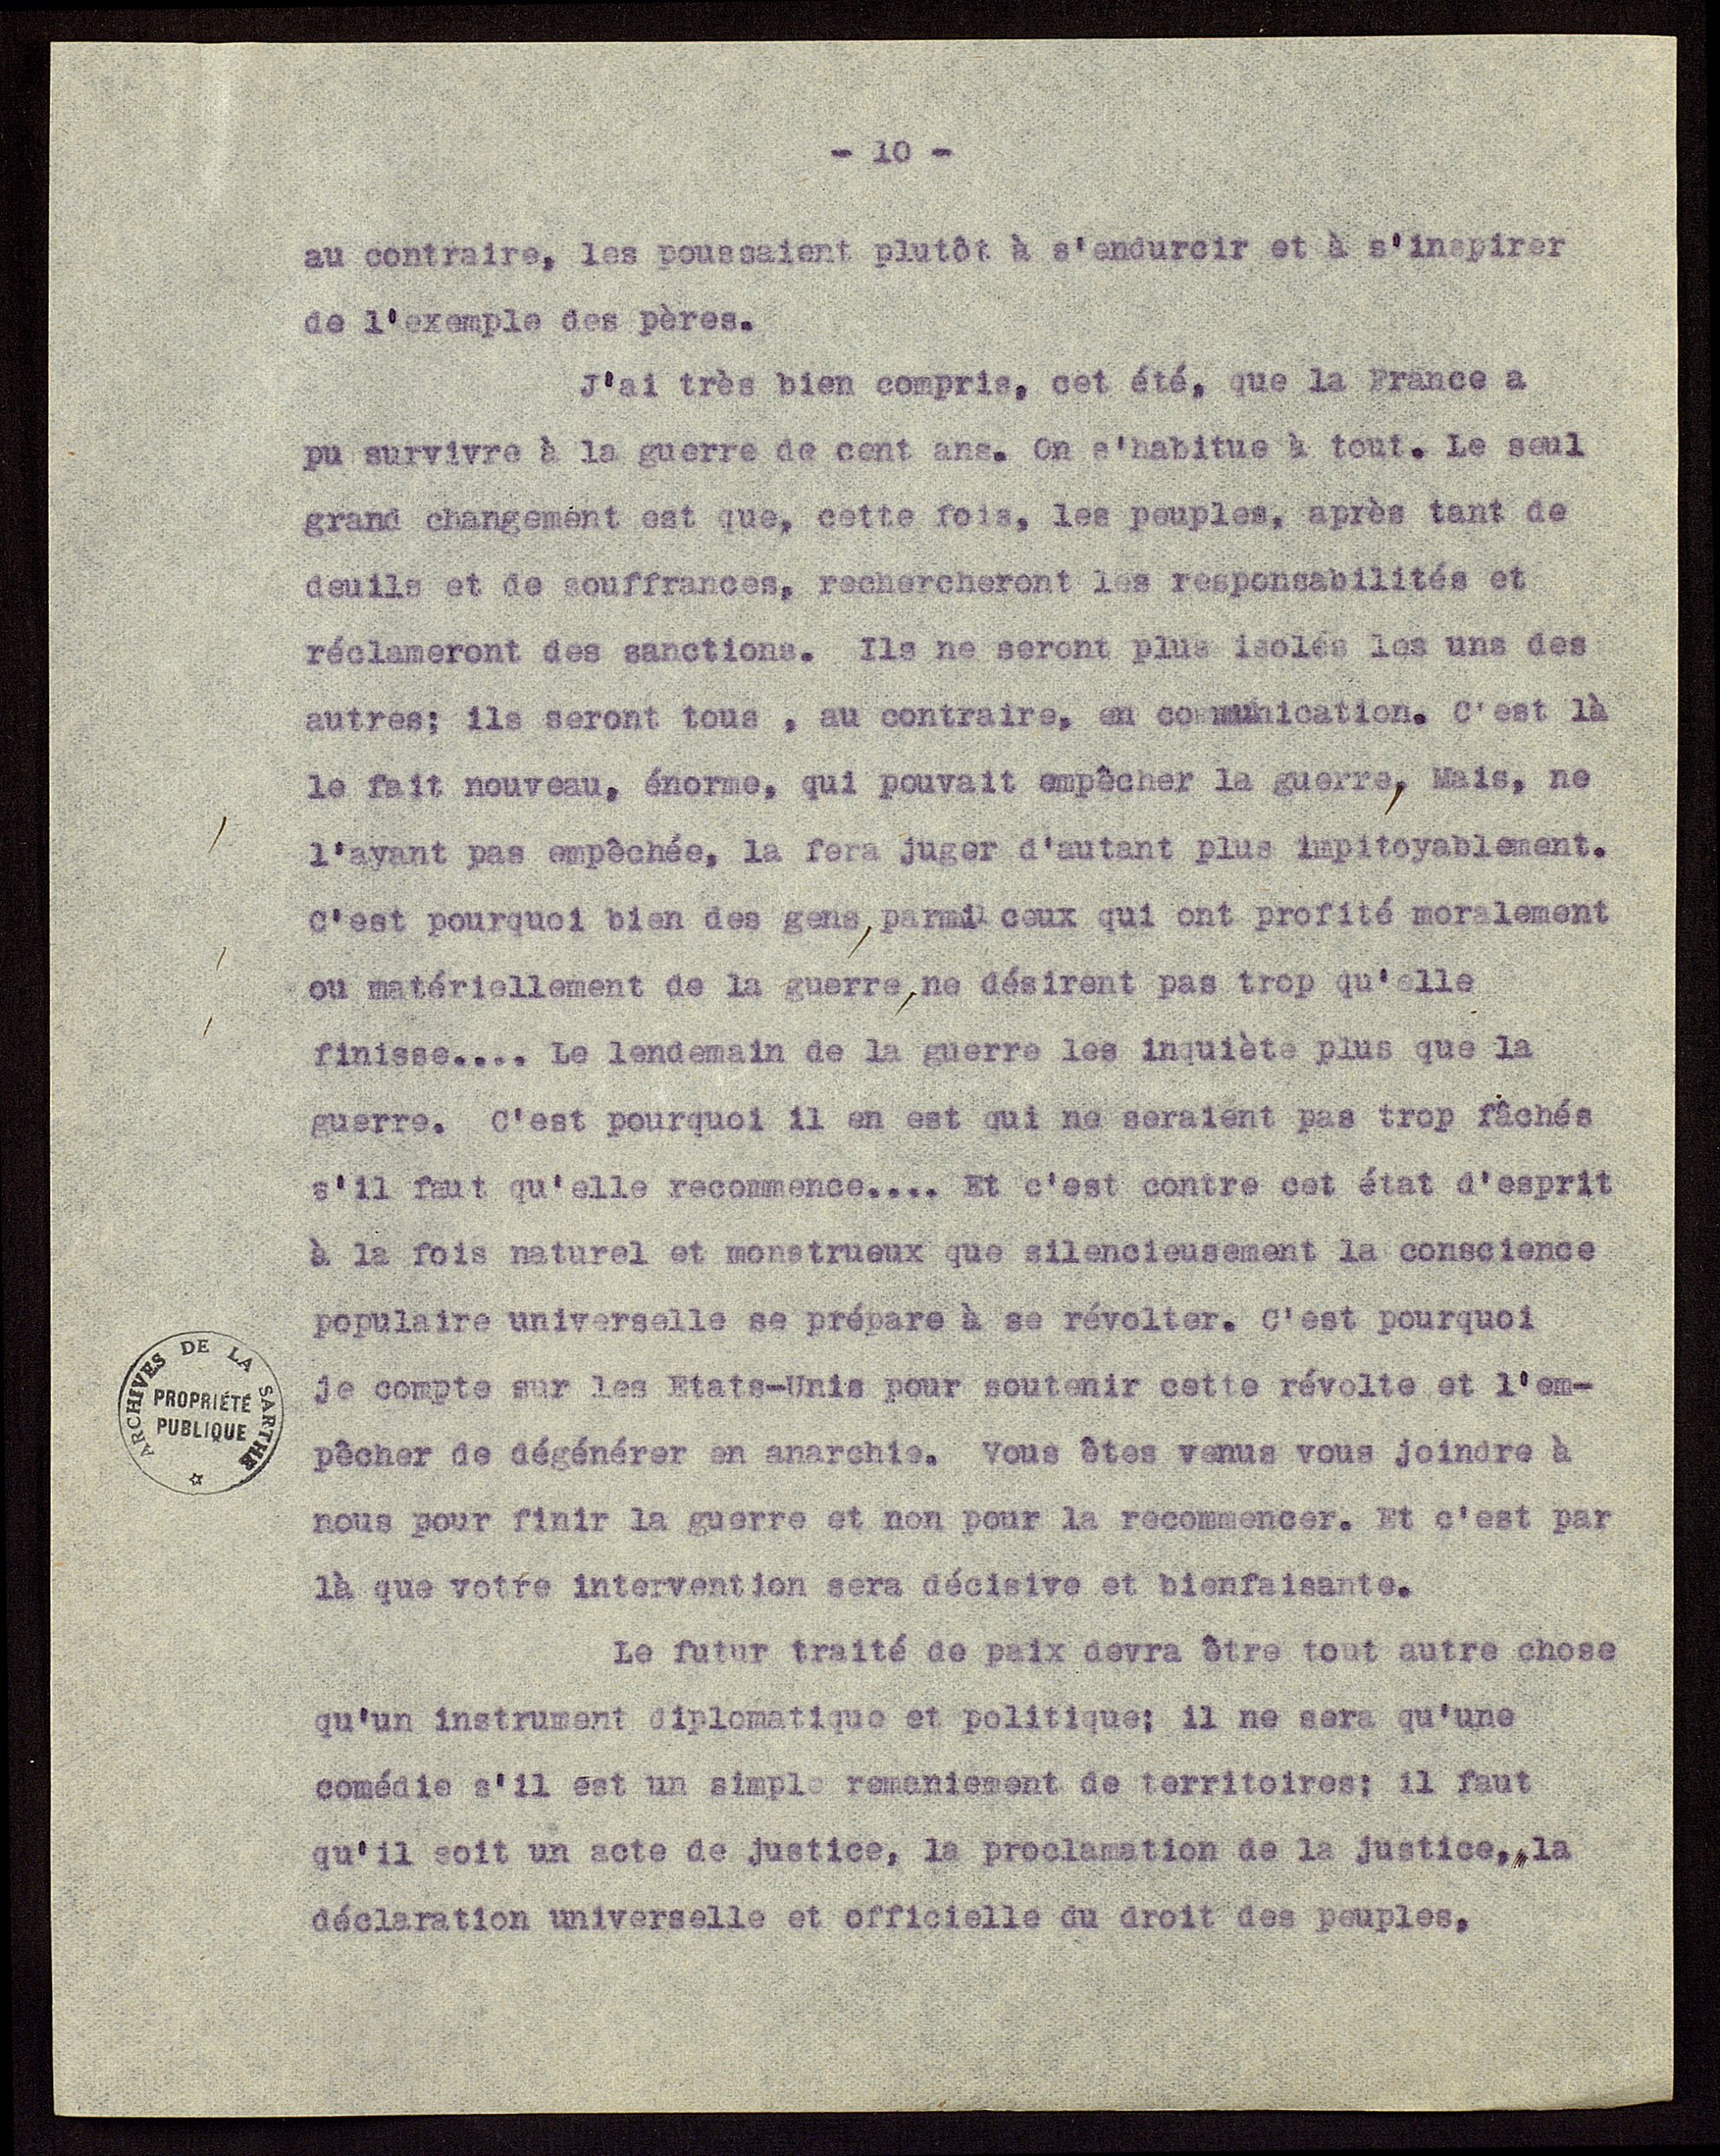 - 10 -
au contraire, les poussaient plutôt à s'endurcir et à s'inspirer
de l'exemple des pères.
J'ai très bien compris, cet été, que la France a
pu survivre à la guerre de cent ans. On s'habitue à tout. Le seul
grand changement est que, cette fois, les peuples, après tant de
deuils et de souffrances, rechercheront les responsabilités et
réclameront des sanctions. Ils ne seront plus isolés les uns des
autres; ils seront tous , au contraire, en communication. C'est là
le fait nouveau, énorme, qui pouvait empêcher la guerre, Mais, ne
l'ayant pas empêchée, la fera juger d'autant plus impitoyablement.
C'est pourquoi bien des gens, parmi ceux qui ont profité moralement
ou matériellement de la guerre, ne désirent pas trop qu'elle
finisse.... Le lendemain de la guerre les inquiète plus que la
guerre. C'est pourquoi il en est qui ne seraient pas trop fâchés
s'il faut qu'elle recommence.... Et c'est contre cet état d'esprit
à la fois naturel et monstrueux que silencieusement la conscience
populaire universelle se prépare à se révolter. C'est pourquoi
je compte sur les Etats-Unis pour soutenir cette révolte et l'em-
pêcher de dégénérer en anarchie. Vous êtes venus vous joindre à
nous pour finir la guerre et non pour la recommencer. Et c'est par
là que votre intervention sera décisive et bienfaisante.
Le futur traité de paix devra être tout autre chose
qu'un instrument diplomatique et politique; il ne sera qu'une
comédie s'il est un simple remaniement de territoires; il faut
qu'il soit un acte de justice, la proclamation de la justice, la
déclaration universelle et officielle du droit des peuples,
ARCHIVES DE LA SARTHE
PROPRIÉTÉ
PUBLIQUE